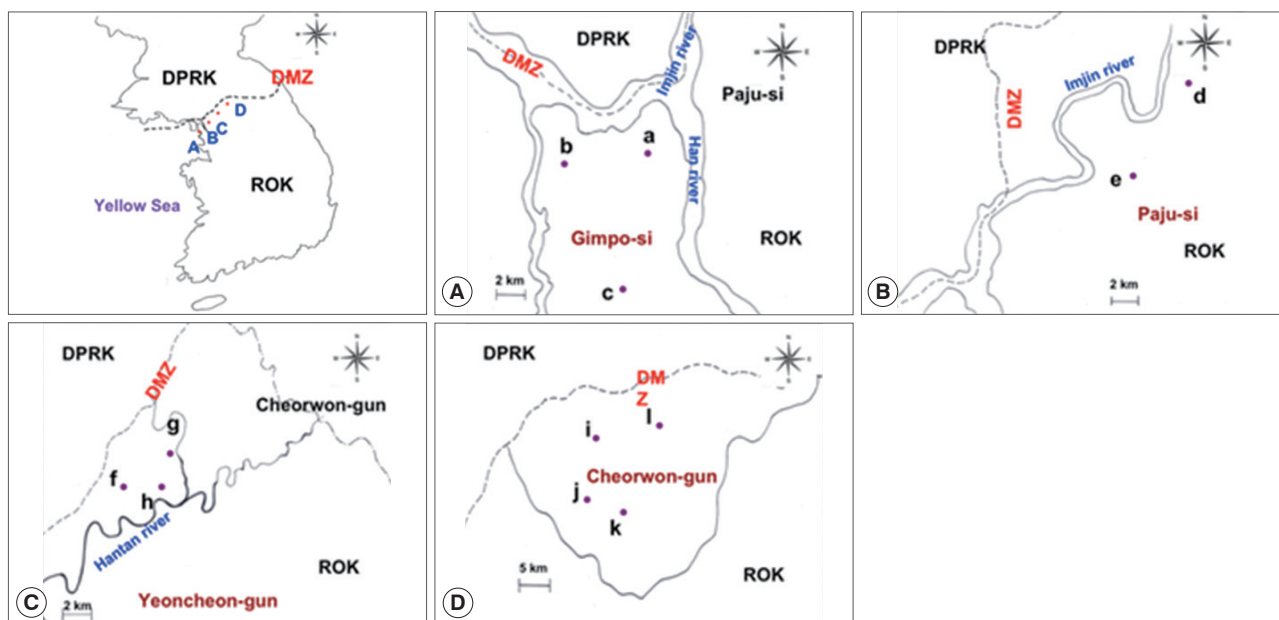 DPRK
DMZ
D
C
B
A
ROK
Yellow Sea
DPRK
DMZ
Imjin river
Paju-si
b
a
Han river
Gimpo-si
ROK
2 km
c
A
DPRK
Imjin river
DMZ
d
e
Paju-si
ROK
2 km
B
DPRK
DMZ
Cheorwon-gun
g
f
h
Hantan river
ROK
2 km
Yeoncheon-gun
C
DPRK
DM
Z
i
l
Cheorwon-gun
j
k
5 km
ROK
D